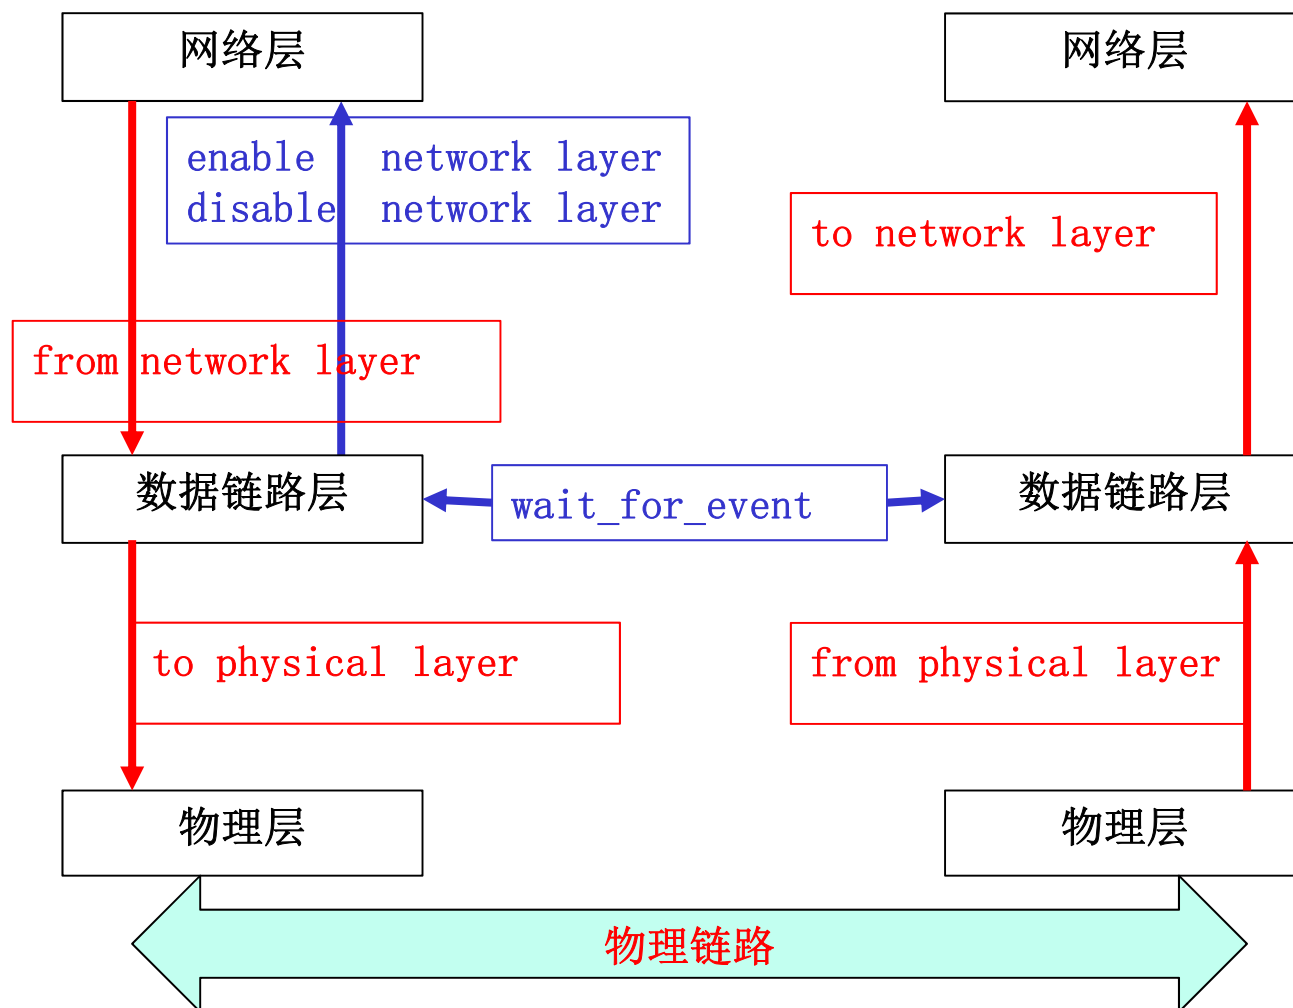 网络层
网络层
enable network layer
disable network layer
to network layer
from network layer
数据链路层
wait_for_event
数据链路层
to physical layer
from physical layer
物理层
物理层
物理链路